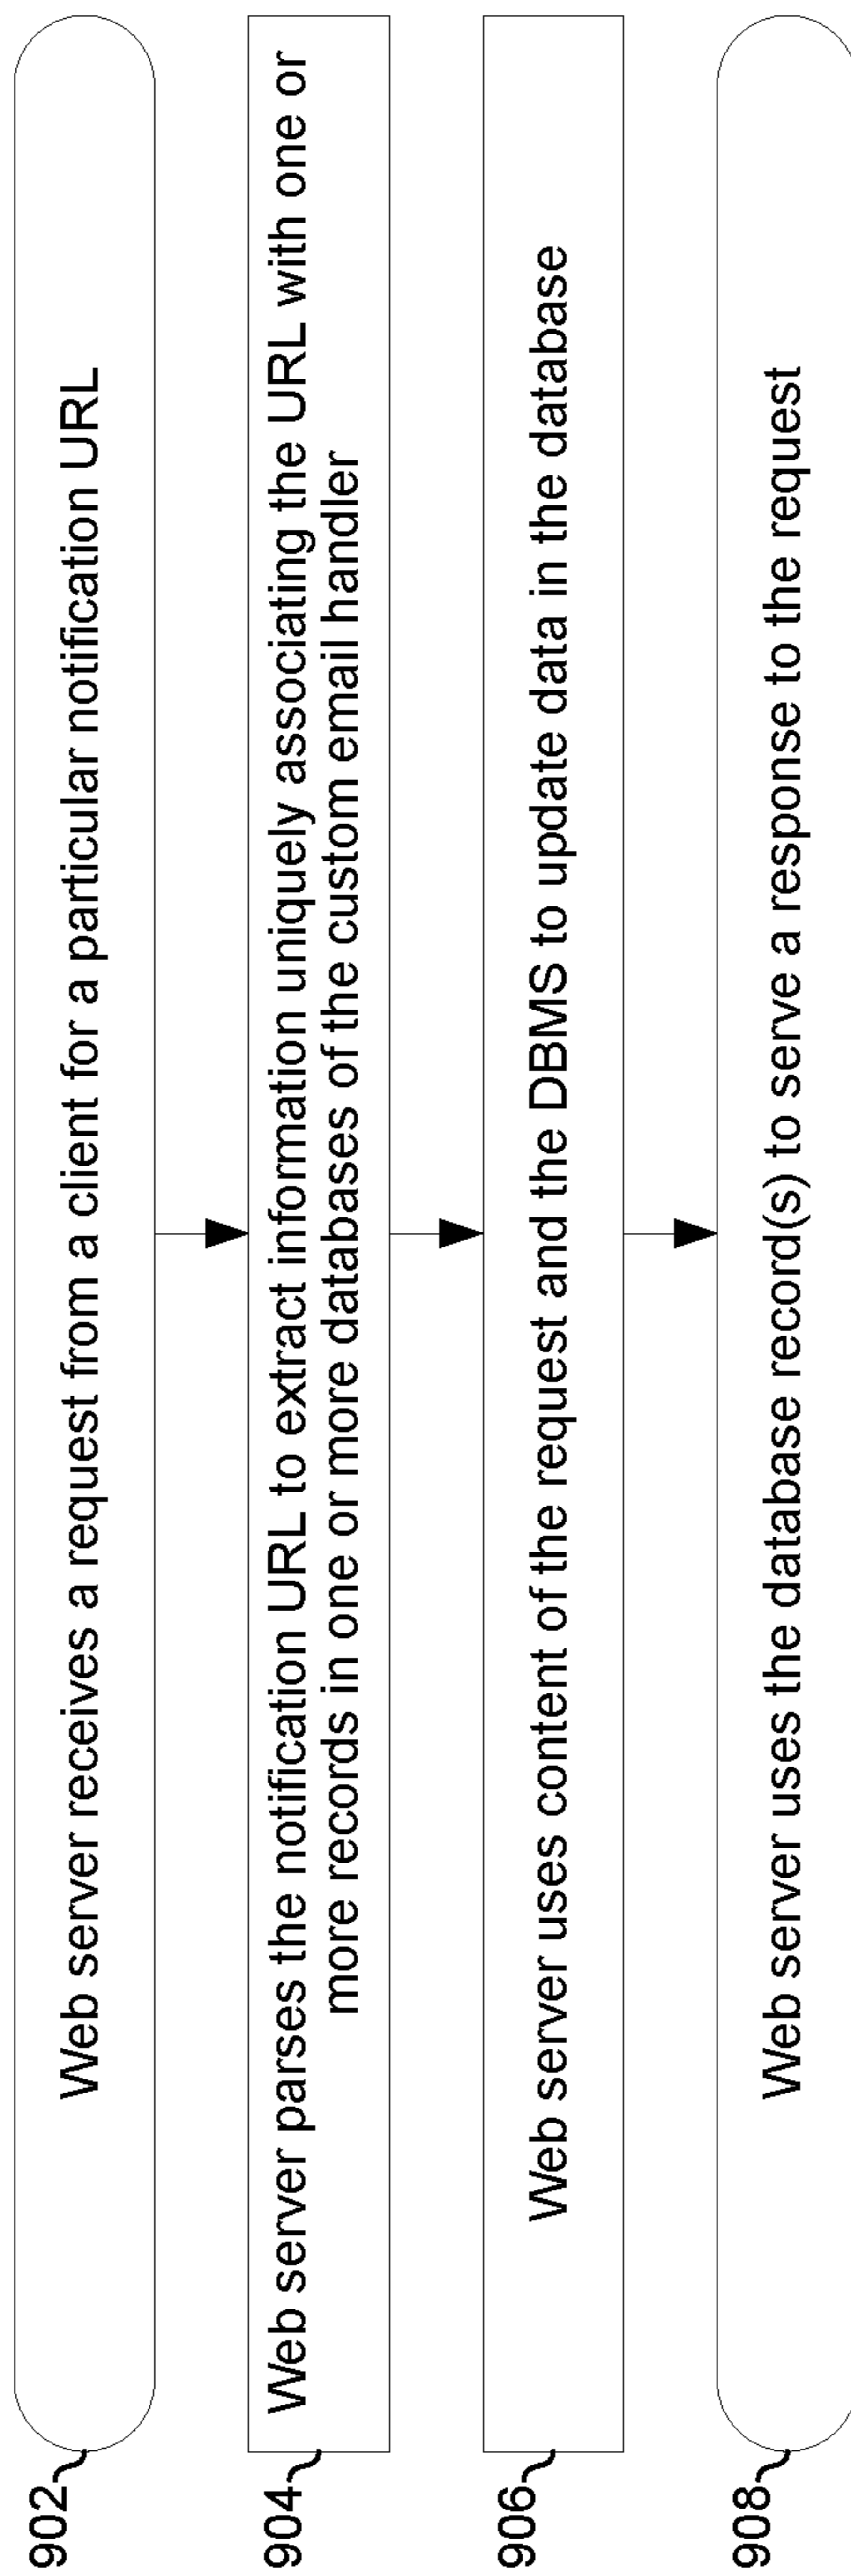 902
Web server receives a request from a client for a particular notification URL
904
Web server parses the notification URL to extract information uniquely associating the URL with one or
more records in one or more databases of the custom email handler
906
Web server uses content of the request and the DBMS to update data in the database
908
Web server uses the database record(s) to serve a response to the request